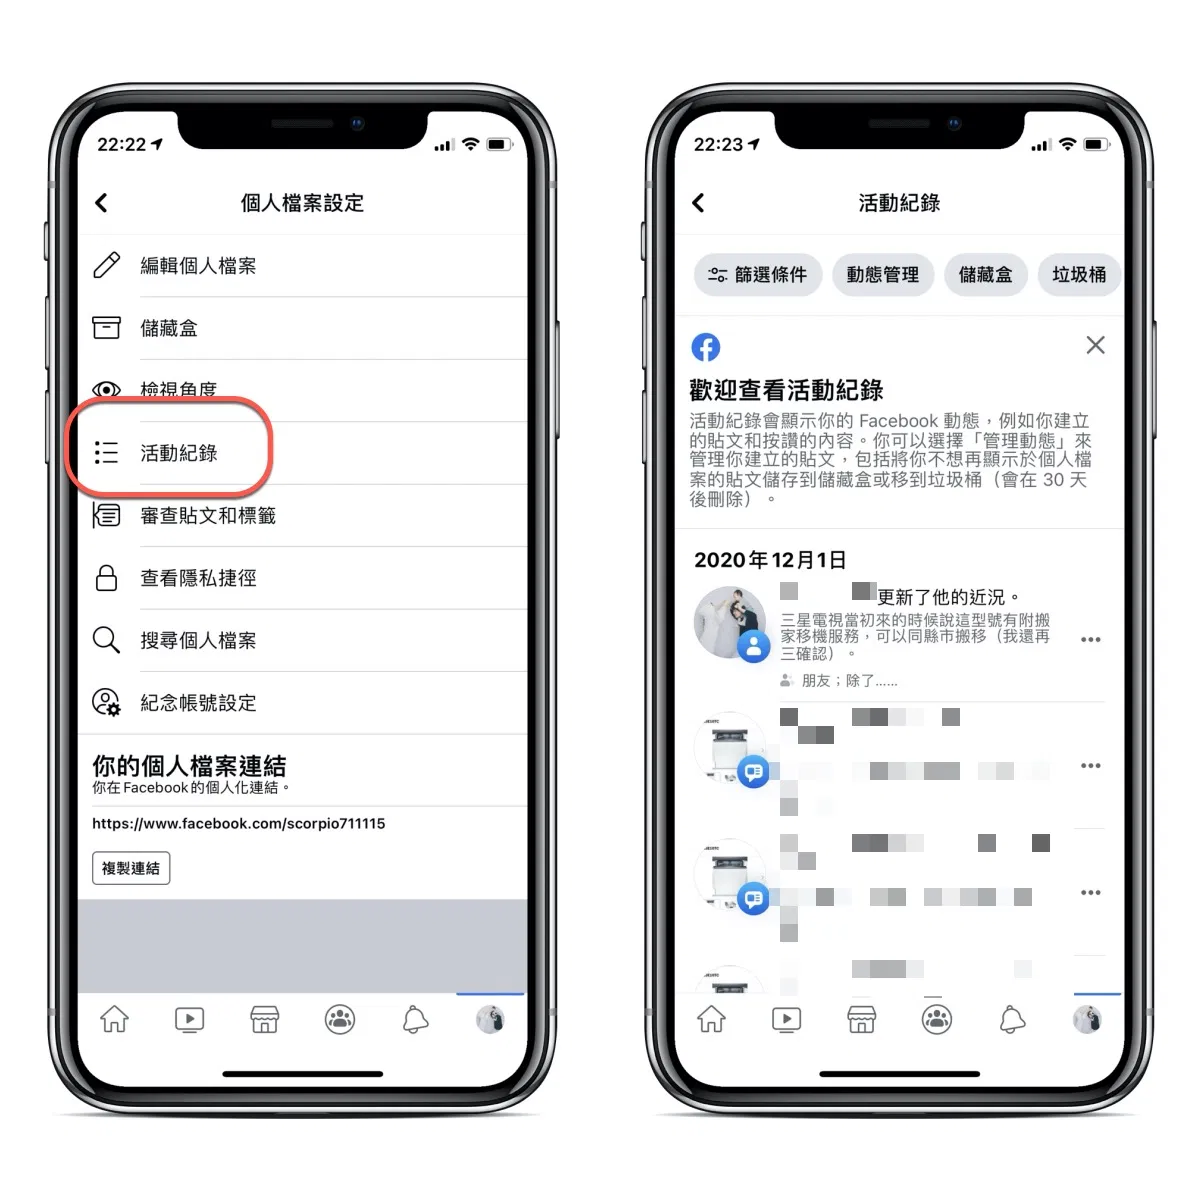 22:22
個人檔案設定
編輯個人檔案
儲藏盒
檢視角度
活動紀錄
審查貼文和標籤
查看隱私捷徑
搜尋個人檔案
紀念帳號設定
你的個人檔案連結
你在 Facebook 的個人化連結。
https://www.facebook.com/scorpio711115
複製連結
22:23
活動紀錄
篩選條件
動態管理
儲藏盒
垃圾桶
歡迎查看活動紀錄
活動紀錄會顯示你的 Facebook 動態，例如你建立
的貼文和按讚的內容。你可以選擇「管理動態」來
管理你建立的貼文，包括將你不想再顯示於個人檔
案的貼文儲存到儲藏盒或移到垃圾桶（會在 30 天
後刪除）。
2020年12月1日
更新了他的近況。
三星電視當初來的時候說這型號有附搬
家移機服務，可以同縣市搬移（我還再
三確認）。
朋友；除了......